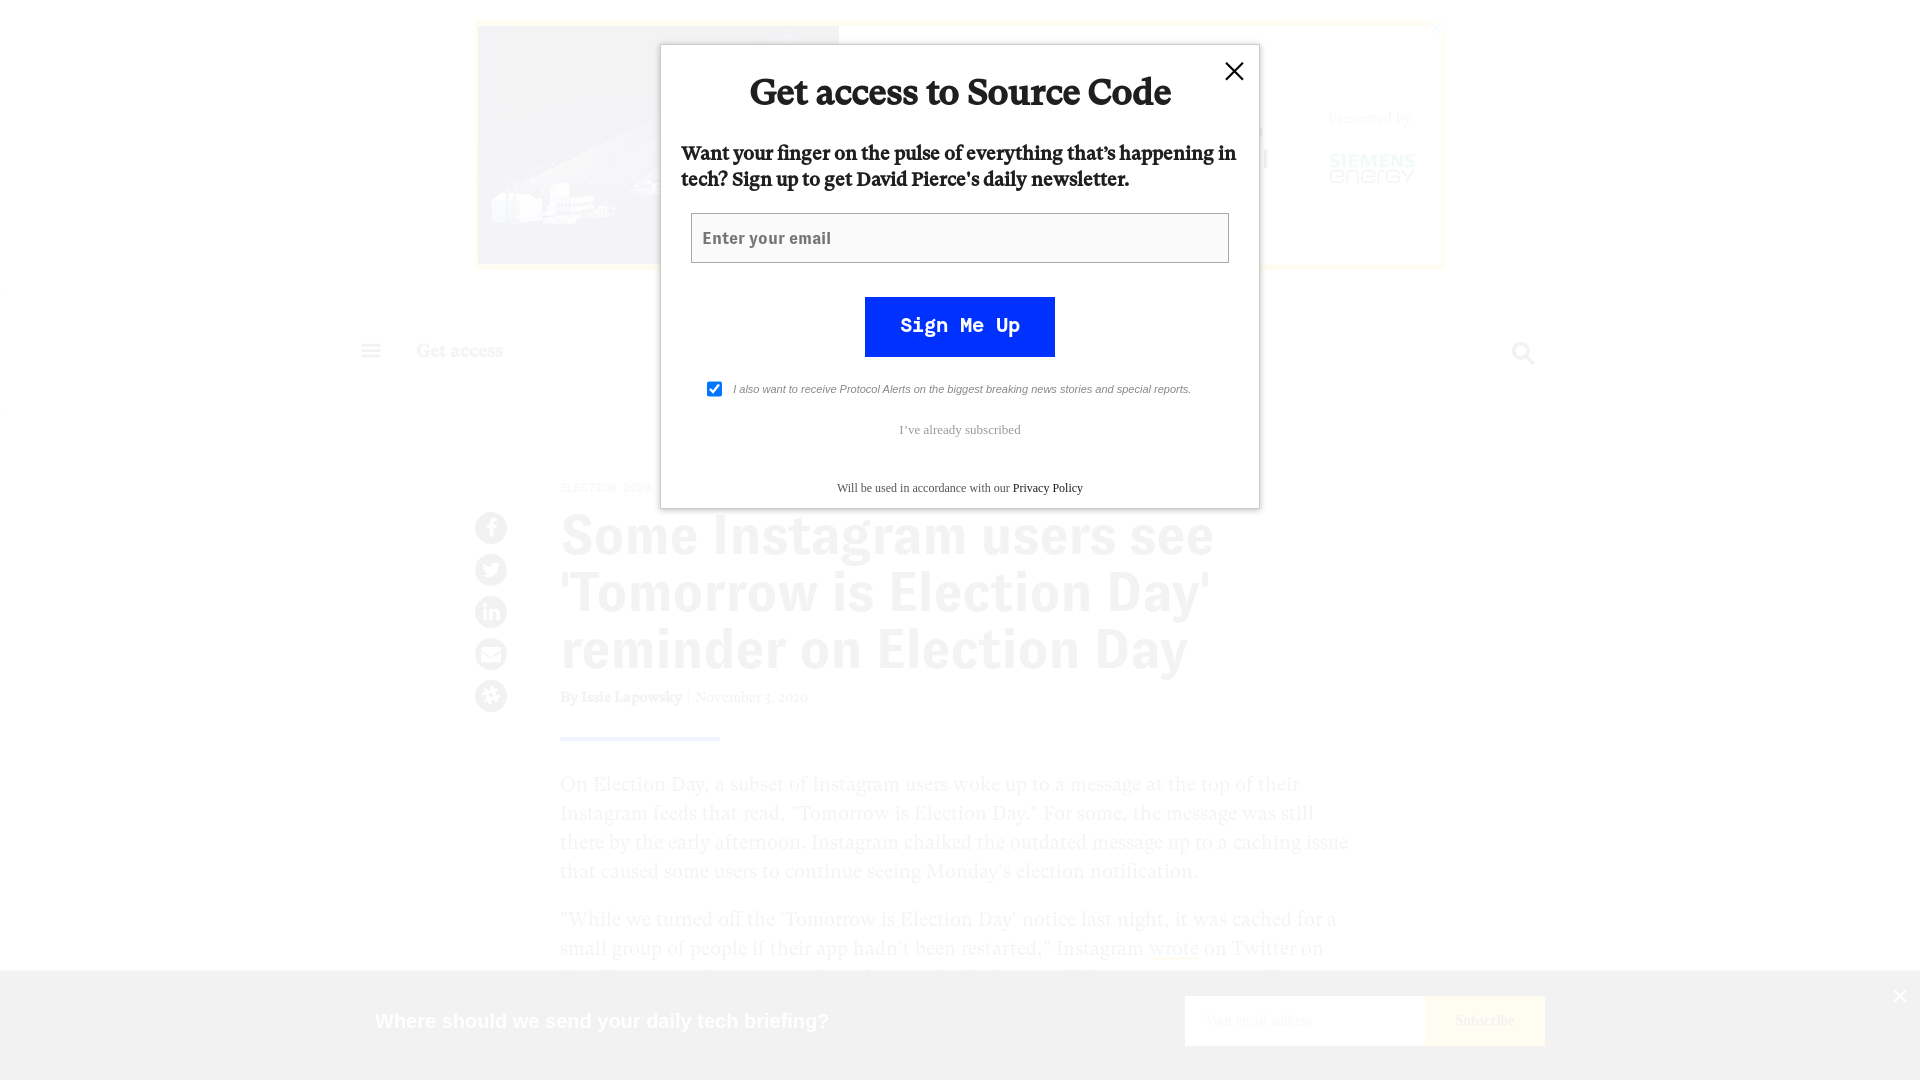 Get access to Source Code
Want your finger on the pulse of everything that’s happening in
tech? Sign up to get David Pierce's daily newsletter.
Enter your email
Sign Me Up
I also want to receive Protocol Alerts on the biggest breaking news stories and special reports.
I’ve already subscribed
Will be used in accordance with our Privacy Policy
Presented by
SIEMENS
energy
Get access
ELECTION 2020
Some Instagram users see
'Tomorrow is Election Day'
reminder on Election Day
By Issie Lapowsky | November 3, 2020
On Election Day, a subset of Instagram users woke up to a message at the top of their
Instagram feeds that read, "Tomorrow is Election Day." For some, the message was still
there by the early afternoon. Instagram chalked the outdated message up to a caching issue
that caused some users to continue seeing Monday's election notification.
"While we turned off the 'Tomorrow is Election Day' notice last night, it was cached for a
small group of people if their app hadn't been restarted," Instagram wrote on Twitter on
Where should we send your daily tech briefing?
Your email address
Subscribe